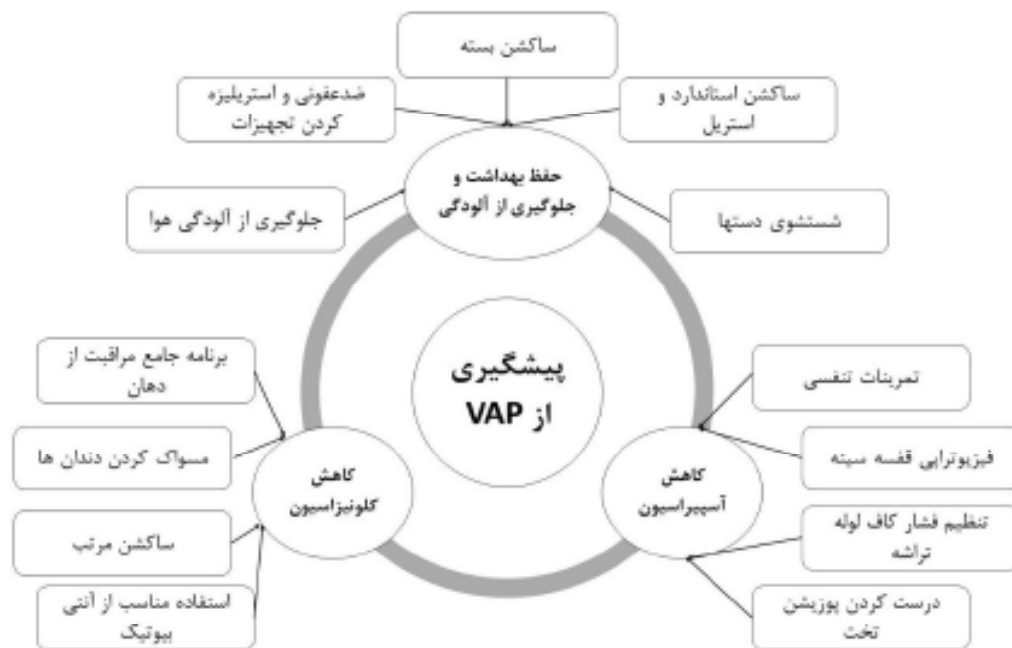 ساکشن بسته
ضدعفونی و استریلیزه
کردن تجهیزات
ساکشن استاندارد و
استریل
حفظ بهداشت و
جلوگیری از آلودگی
جلوگیری از آلودگی هوا
شستشوی دستها
پیشگیری
از VAP
برنامه جامع مراقبت از
دهان
مسواک کردن دندان ها
ساکشن مرتب
استفاده مناسب از آنتی
بیوتیک
کاهش
کلونیزاسیون
کاهش
آسپیراسیون
تمرینات تنفسی
فیزیوتراپی قفسه سینه
تنظیم فشار کاف لوله
تراشه
درست کردن پوزیشن
تخت